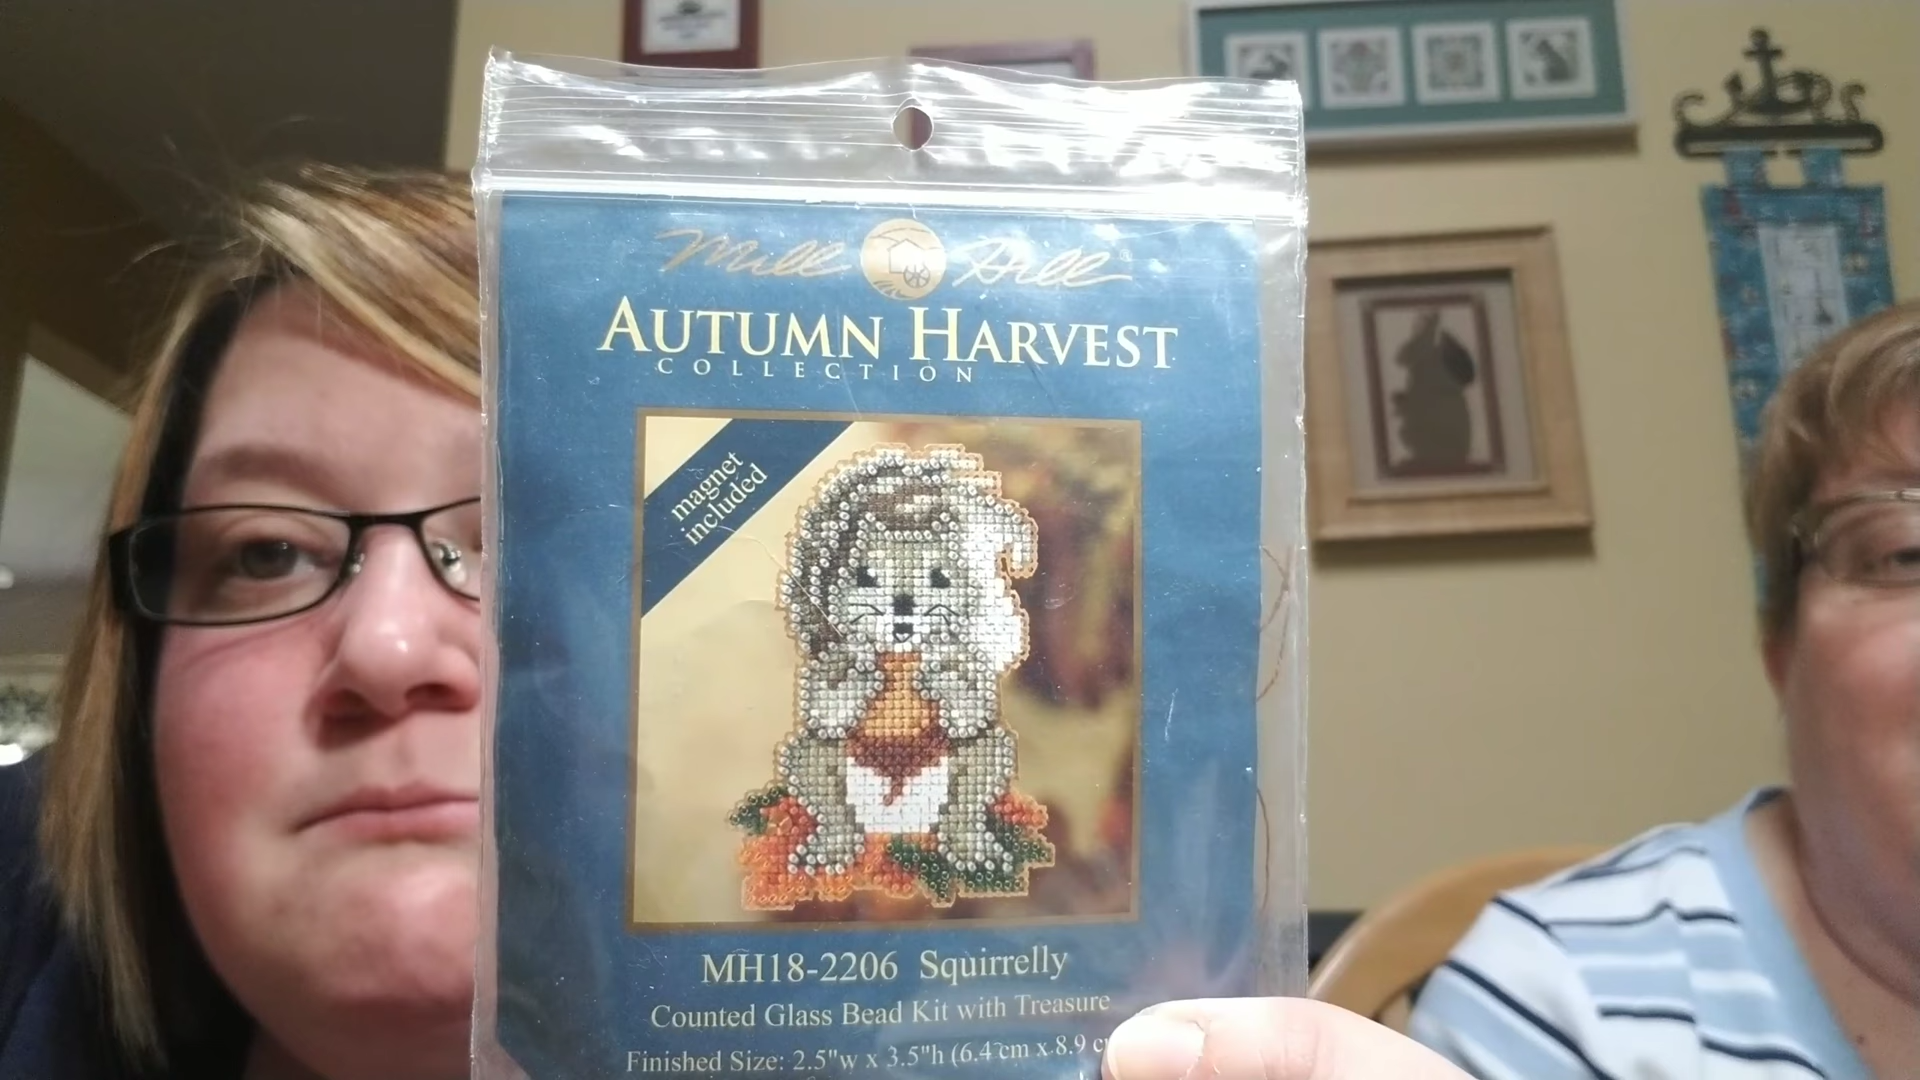 Mill Hill
AUTUMN HARVEST
COLLECTION
magnet
included
MH18-2206 Squirrelly
Counted Glass Bead Kit with Treasure
Finished Size: 2.5"w x 3.5"h (6.4 cm x 8.9